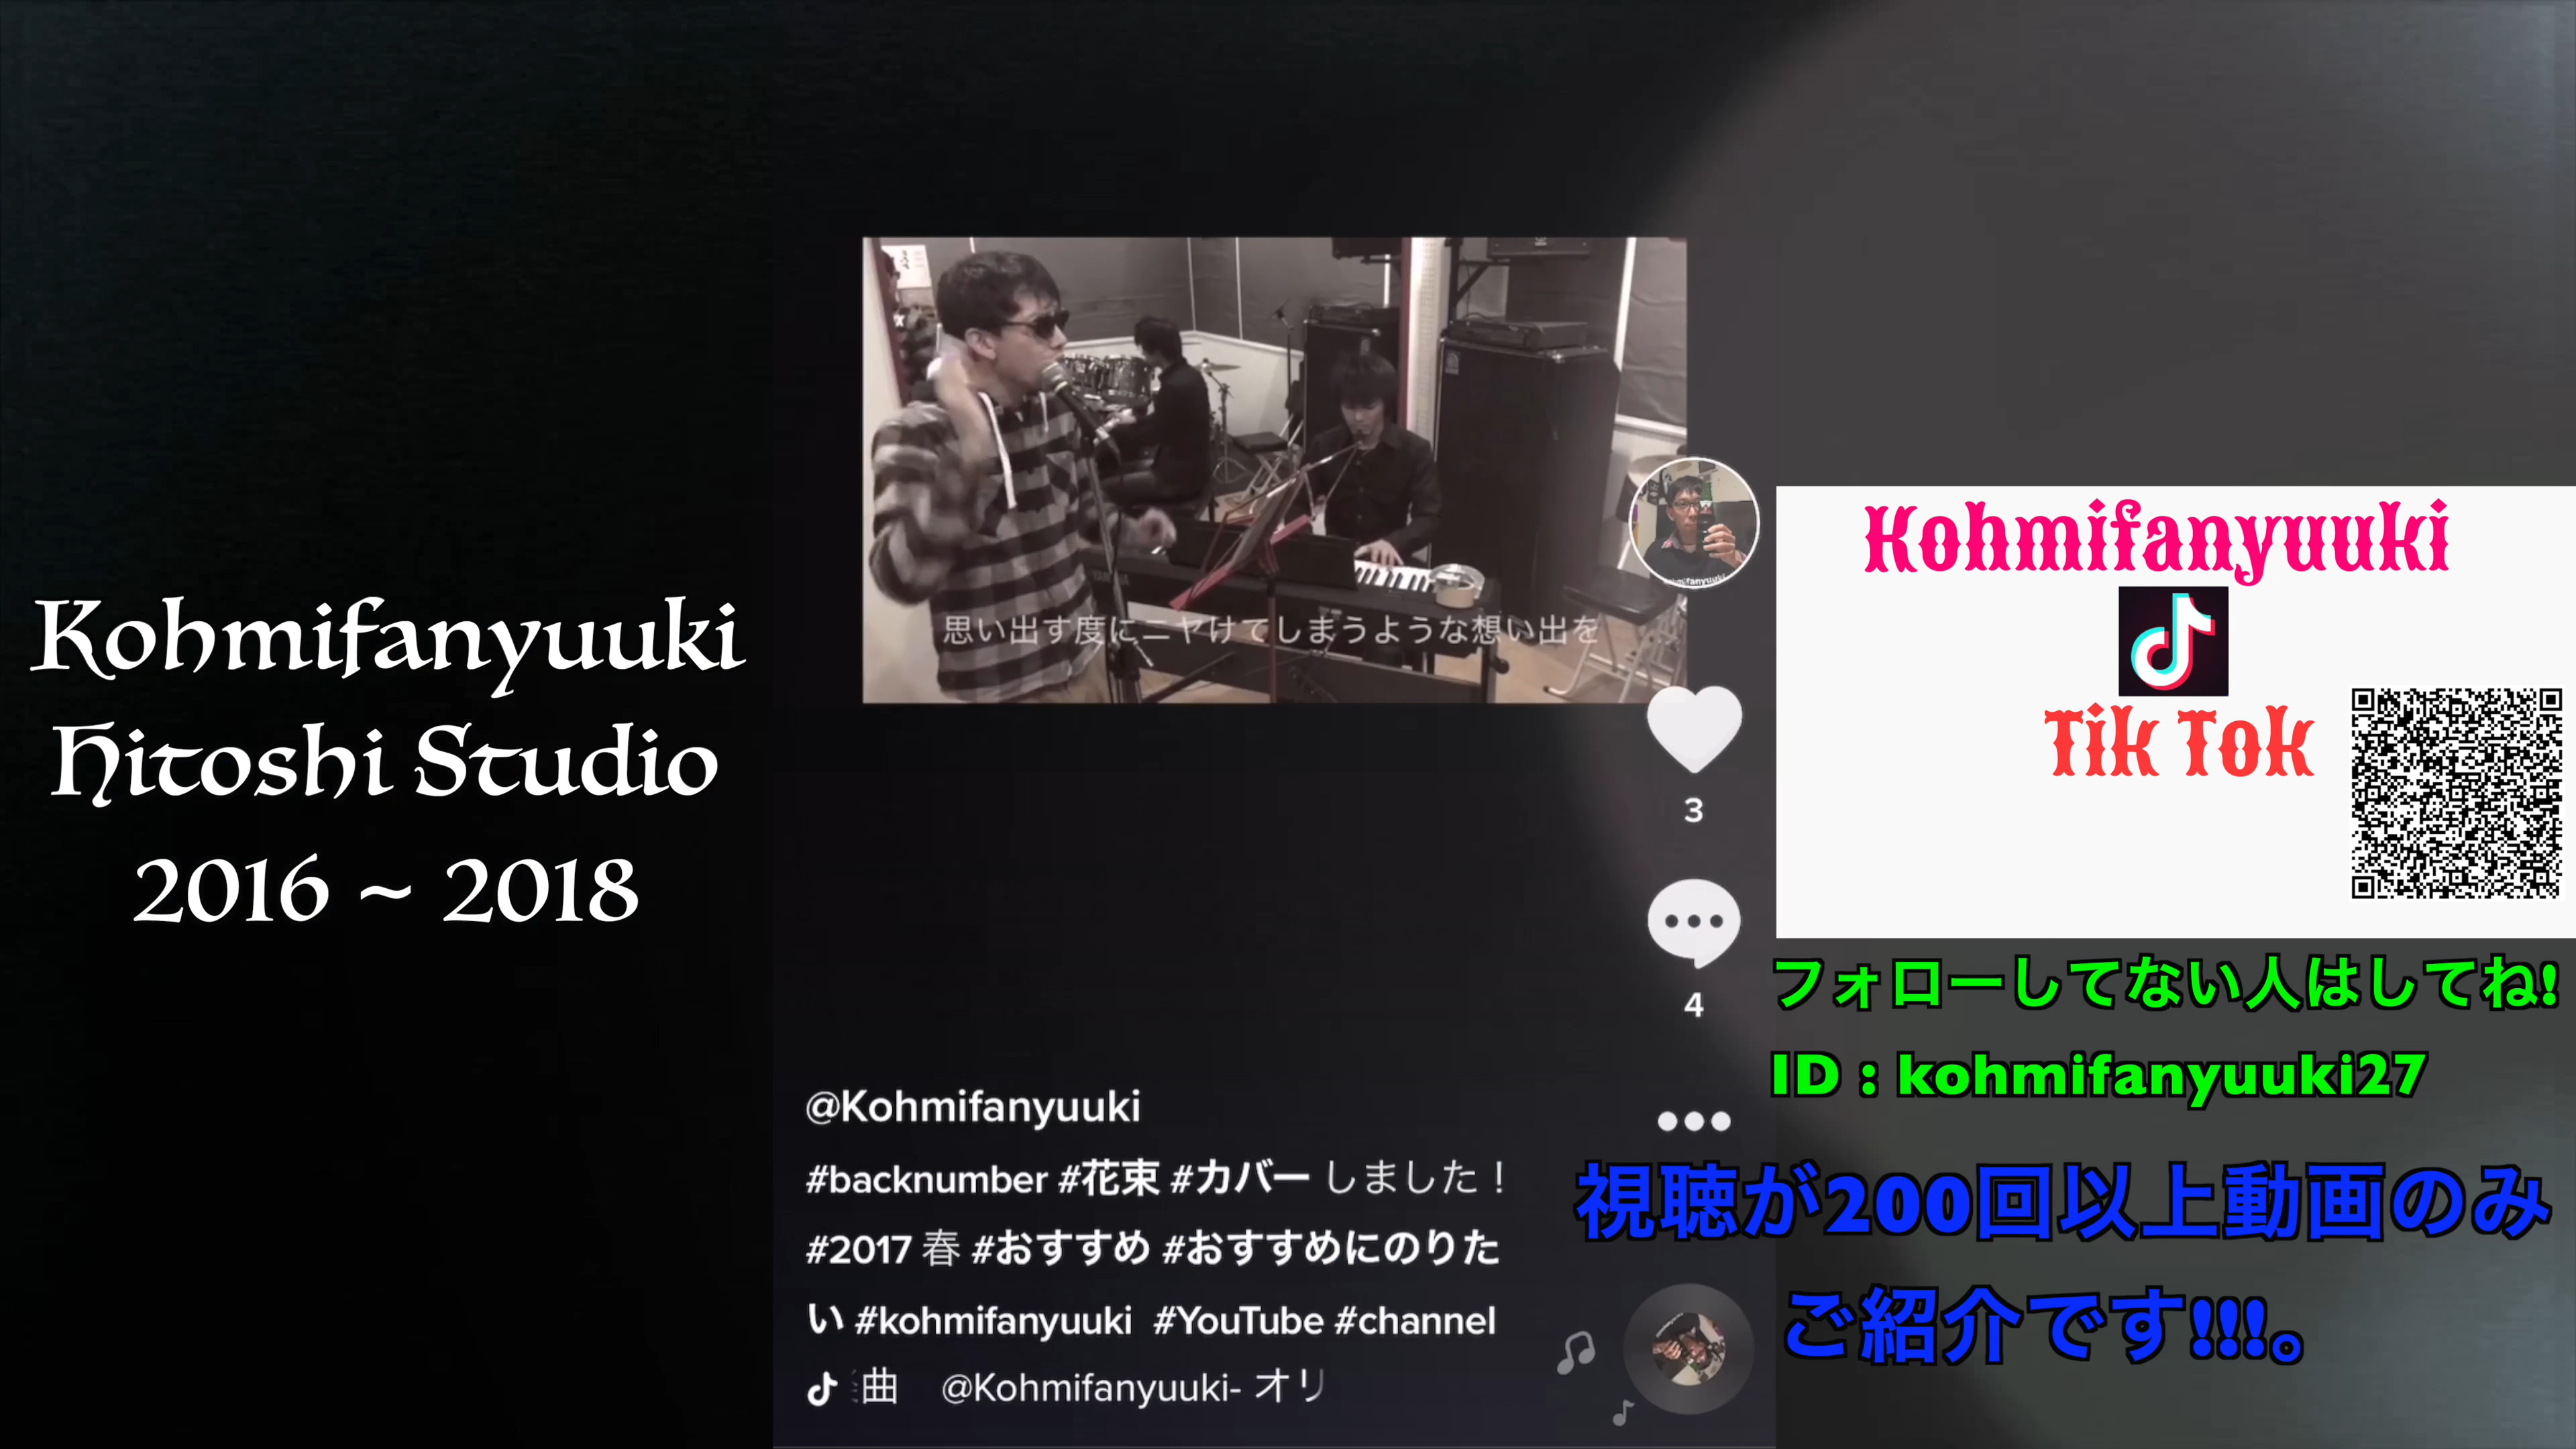 Kohmifanyuuki
Hitoshi Studio
2016 ~ 2018
思い出す度にニヤけてしまうような想い出を
3
4
@Kohmifanyuuki
#backnumber #花束 #カバー しました！
#2017 春 #おすすめ #おすすめにのりた
い #kohmifanyuuki #YouTube #channel
曲 @Kohmifanyuuki- オリ
Kohmifanyuuki
Tik Tok
フォローしてない人はしてね!
ID : kohmifanyuuki27
視聴が200回以上動画のみ
ご紹介です!!!。